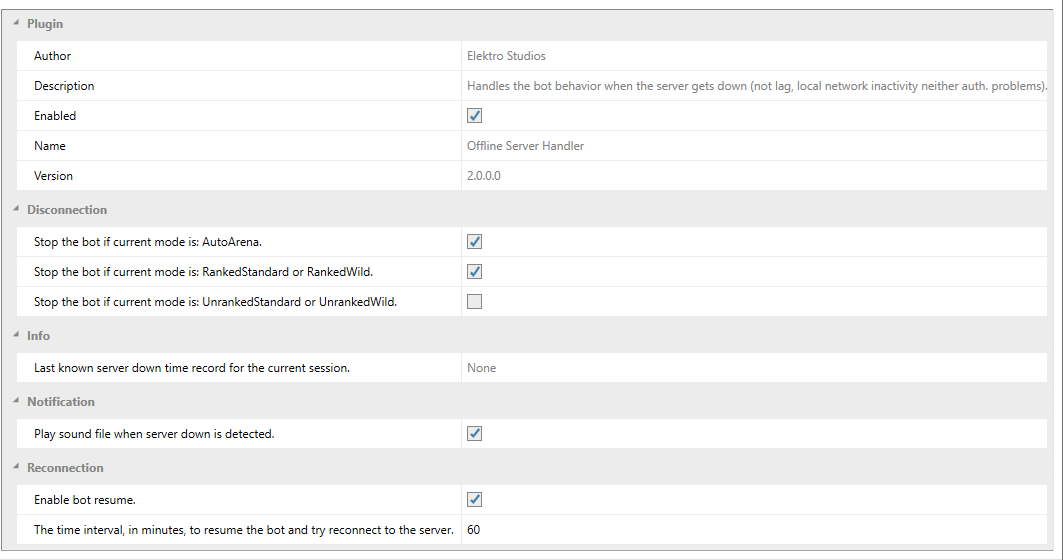 Plugin
Author Elektro Studios
Description Handles the bot behavior when the server gets down (not lag, local network inactivity neither auth. problems).
Enabled
Name Offline Server Handler
Version 2.0.0.0
Disconnection
Stop the bot if current mode is: AutoArena.
Stop the bot if current mode is: RankedStandard or RankedWild.
Stop the bot if current mode is: UnrankedStandard or UnrankedWild.
Info
Last known server down time record for the current session. None
Notification
Play sound file when server down is detected.
Reconnection
Enable bot resume.
The time interval, in minutes, to resume the bot and try reconnect to the server. 60